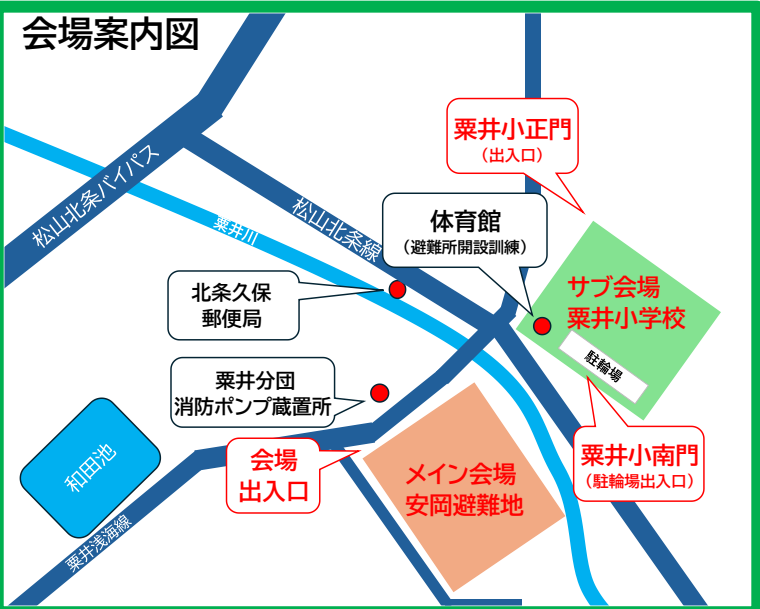 会場案内図
粟井小正門
（出入口）
松山北条バイパス
粟井川
松山北条線
体育館
（避難所開設訓練）
サブ会場
粟井小学校
北条久保
郵便局
駐輪場
粟井分団
消防ポンプ蔵置所
和田池
会場
出入口
メイン会場
安岡避難地
粟井小南門
（駐輪場出入口）
粟井浅海線